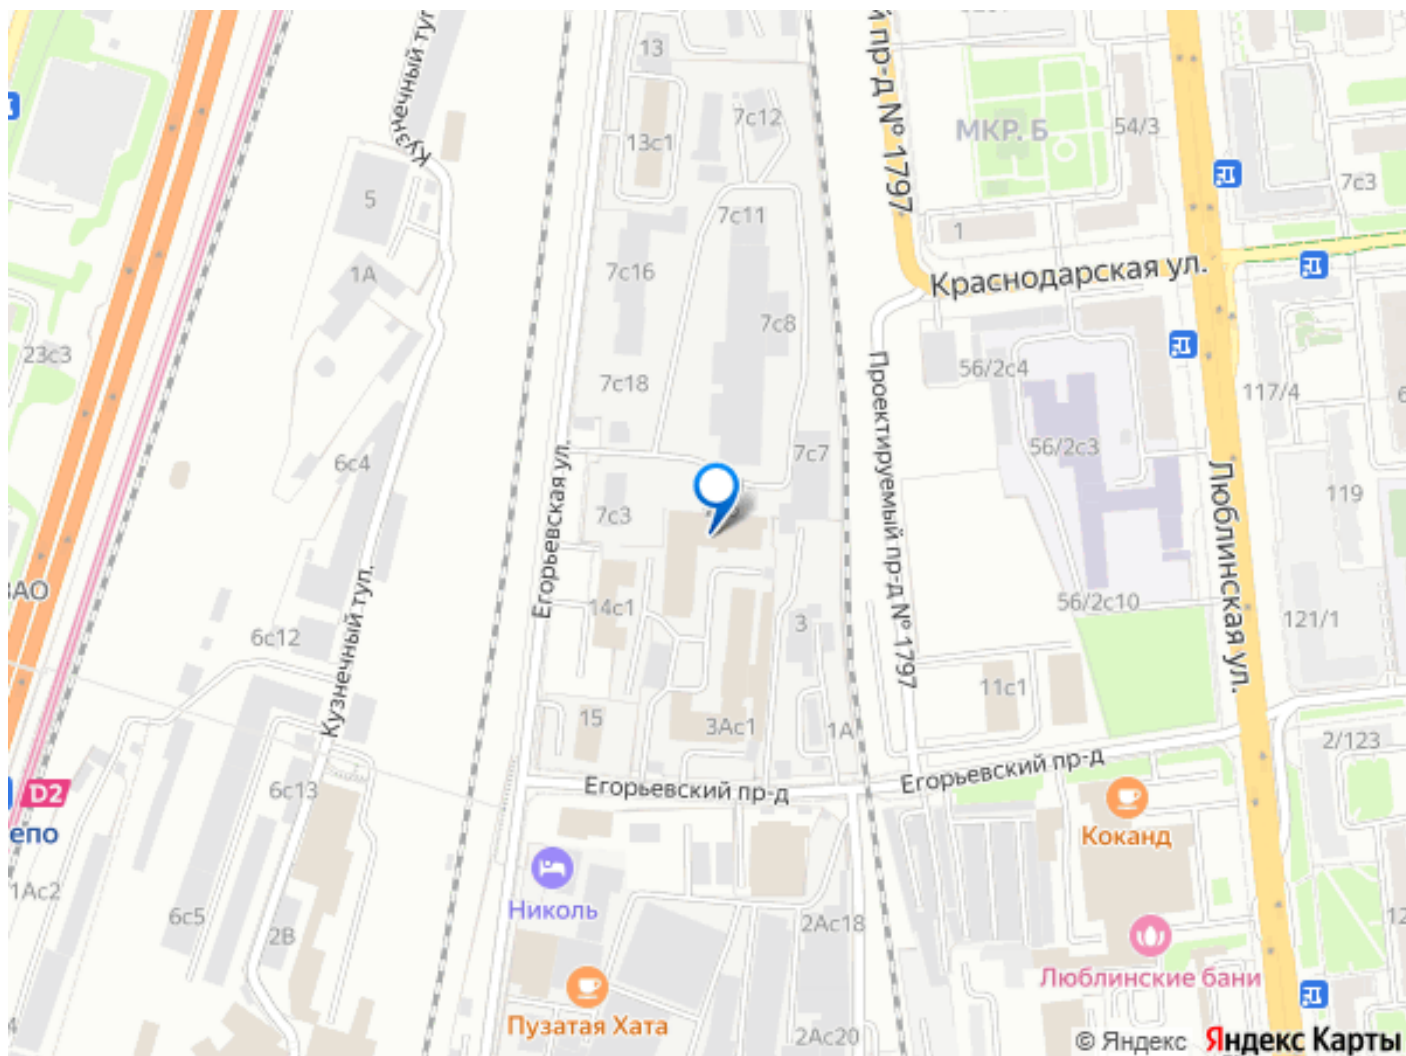 Кузнечный туп.
13
13с1
7с12
й пр-д № 1797
МКР. Б
54/3
7с3
5
1А
7с11
1
7с16
Краснодарская ул.
7с8
23с3
7с18
56/2с4
117/4
Проектируемый пр-д № 1797
6с4
Егорьевская ул.
7с7
56/2с3
Люблинская ул.
119
7с3
ВАО
14с1
56/2с10
3
121/1
6с12
Кузнечный туп.
11с1
15
3Ас1
1А
2/123
Егорьевский пр-д
Егорьевский пр-д
D2
6с13
епо
Коканд
1Ас2
Николь
6с5
2В
2Ас18
12
Люблинские бани
Пузатая Хата
2Ас20
© Яндекс Яндекс Карты